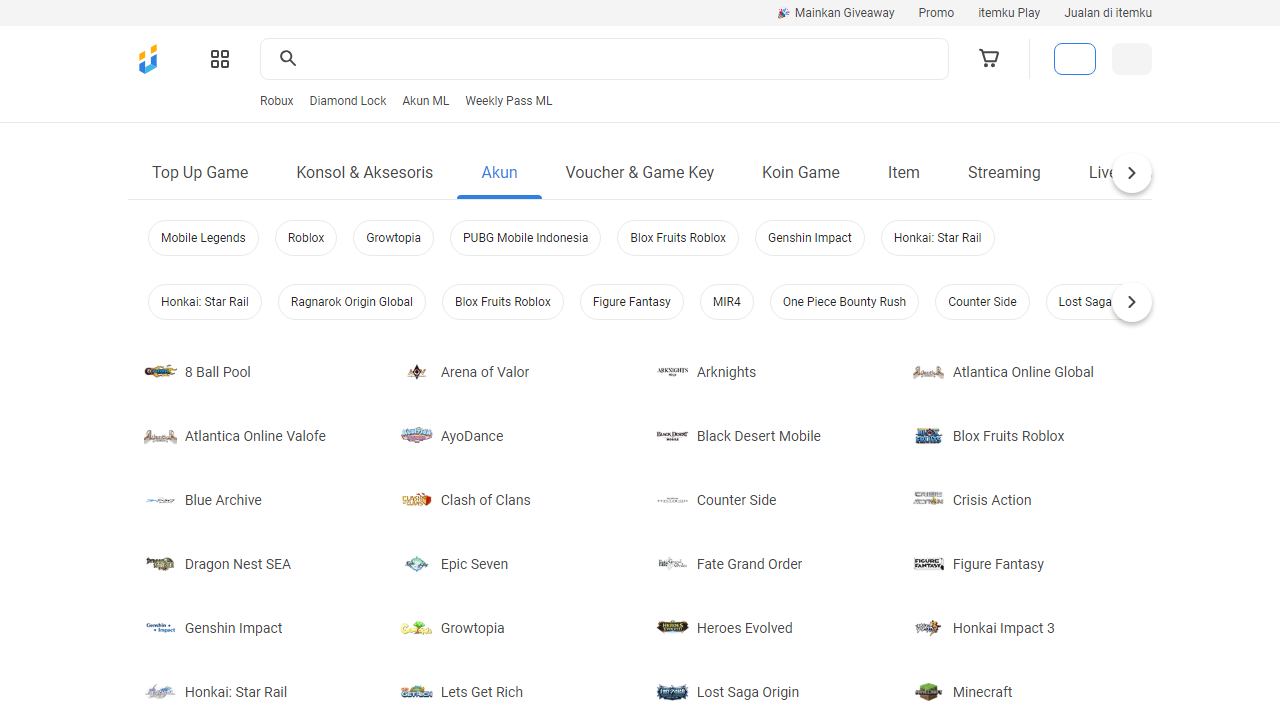 Mainkan Giveaway Promo itemku Play Jualan di itemku
Robux Diamond Lock Akun ML Weekly Pass ML
Top Up Game Konsol & Aksesoris Akun Voucher & Game Key Koin Game Item Streaming Live
Mobile Legends Roblox Growtopia PUBG Mobile Indonesia Blox Fruits Roblox Genshin Impact Honkai: Star Rail
Honkai: Star Rail Ragnarok Origin Global Blox Fruits Roblox Figure Fantasy MIR4 One Piece Bounty Rush Counter Side Lost Saga
8 Ball Pool Arena of Valor Arknights Atlantica Online Global
Atlantica Online Valofe AyoDance Black Desert Mobile Blox Fruits Roblox
Blue Archive Clash of Clans Counter Side Crisis Action
Dragon Nest SEA Epic Seven Fate Grand Order Figure Fantasy
Genshin Impact Growtopia Heroes Evolved Honkai Impact 3
Honkai: Star Rail Lets Get Rich Lost Saga Origin Minecraft